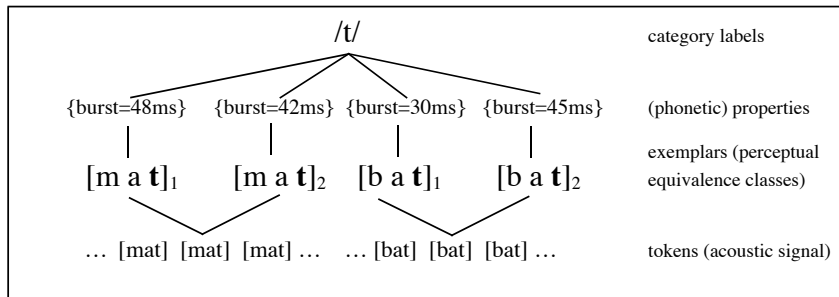 /t/ category labels
{burst=48ms} {burst=42ms} {burst=30ms} {burst=45ms} (phonetic) properties
exemplars (perceptual
[m a t]₁ [m a t]₂ [b a t]₁ [b a t]₂ equivalence classes)
… [mat] [mat] [mat] … … [bat] [bat] [bat] … tokens (acoustic signal)